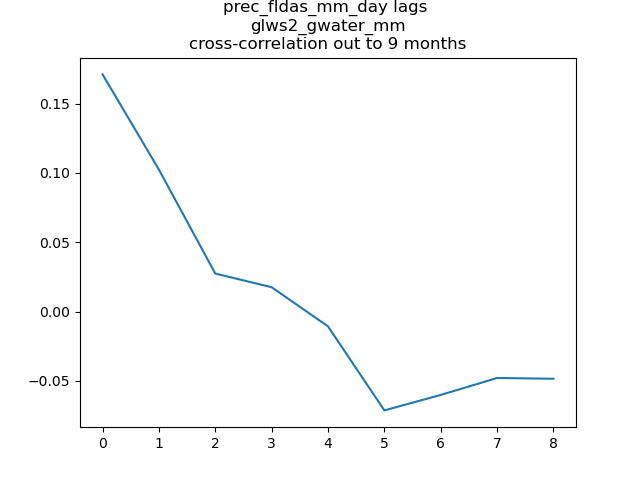 prec_fldas_mm_day lags
glws2_gwater_mm
cross-correlation out to 9 months
0.15
0.10
0.05
0.00
−0.05
0 1 2 3 4 5 6 7 8